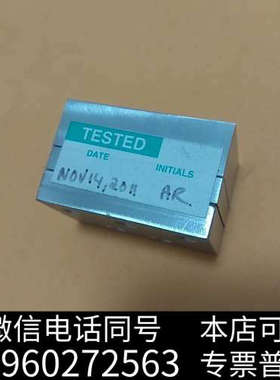 TESTED
DATE INITIALS
NOV 14, 2011 AR.
微信电话同号 本店可
960272563 专票普票